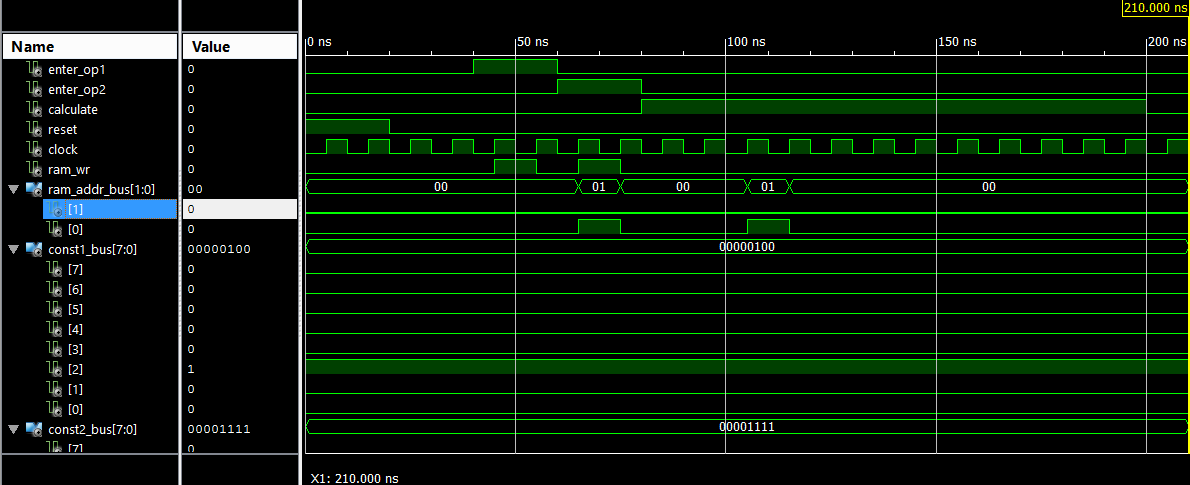 210.000 ns
Name Value
0 ns 50 ns 100 ns 150 ns 200 ns
enter_op1 0
enter_op2 0
calculate 0
reset 0
clock 0
ram_wr 0
ram_addr_bus[1:0] 00 00 01 00 01 00
[1] 0
[0] 0
const1_bus[7:0] 00000100 00000100
[7] 0
[6] 0
[5] 0
[4] 0
[3] 0
[2] 1
[1] 0
[0] 0
const2_bus[7:0] 00001111 00001111
[7] 0
X1: 210.000 ns